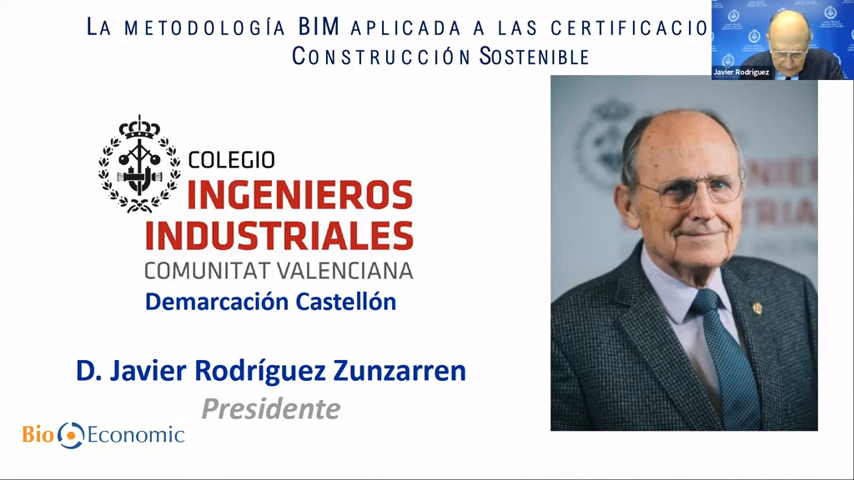 LA METODOLOGÍA BIM APLICADA A LAS CERTIFICACIO
CONSTRUCCIÓN SOSTENIBLE
Javier Rodriguez
COLEGIO
INGENIEROS
INDUSTRIALES
COMUNITAT VALENCIANA
Demarcación Castellón
D. Javier Rodríguez Zunzarren
Presidente
BioEconomic